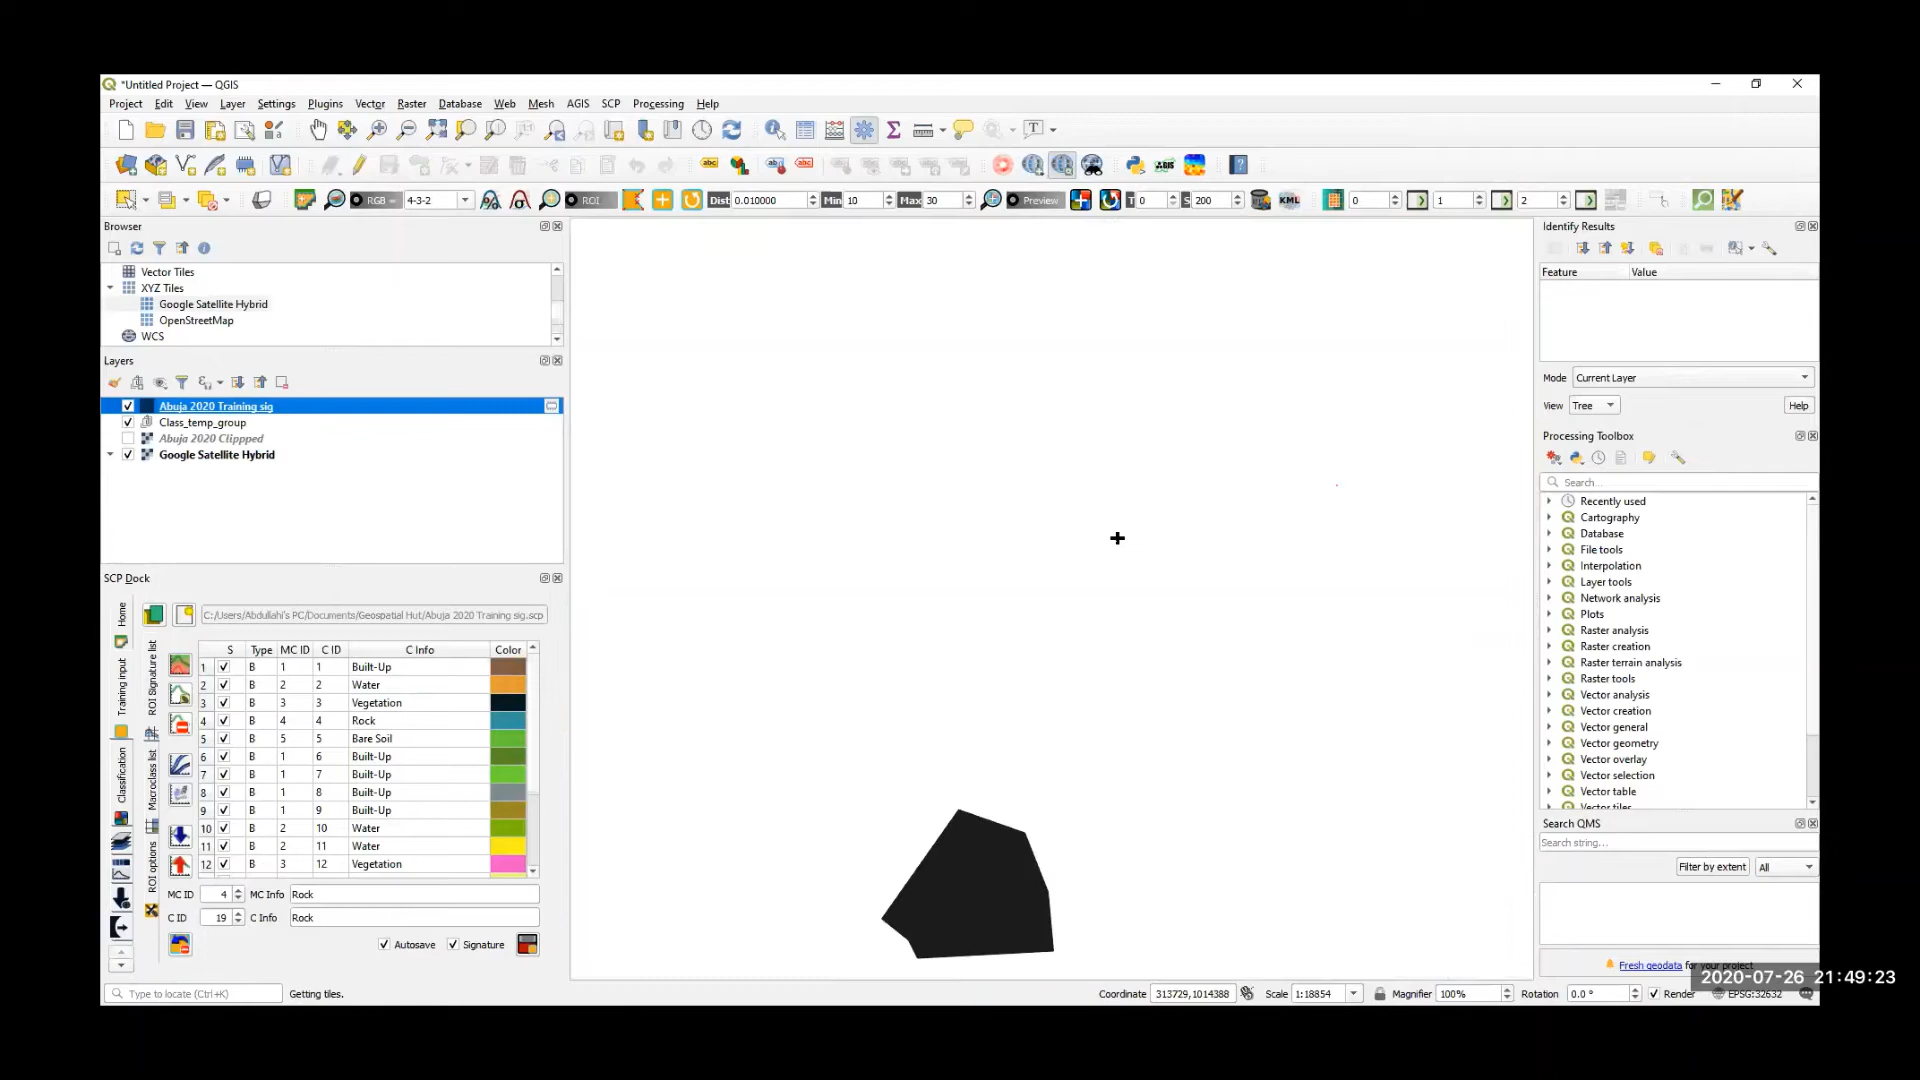 *Untitled Project — QGIS
Project Edit View Layer Settings Plugins Vector Raster Database Web Mesh AGIS SCP Processing Help
RGB = 4-3-2 ROI Dist 0.010000 Min 10 Max 30 Preview T 0 S 200 KML 0 1 2
Browser
Vector Tiles
XYZ Tiles
Google Satellite Hybrid
OpenStreetMap
WCS
Layers
Abuja 2020 Training sig
Class_temp_group
Abuja 2020 Clippped
Google Satellite Hybrid
SCP Dock
Home
Training input
Classification
ROI Signature list
Macroclass list
ROI options
C:/Users/Abdullahi's PC/Documents/Geospatial Hut/Abuja 2020 Training sig.scp
S Type MC ID C ID C Info Color
1 B 1 1 Built-Up
2 B 2 2 Water
3 B 3 3 Vegetation
4 B 4 4 Rock
5 B 5 5 Bare Soil
6 B 1 6 Built-Up
7 B 1 7 Built-Up
8 B 1 8 Built-Up
9 B 1 9 Built-Up
10 B 2 10 Water
11 B 2 11 Water
12 B 3 12 Vegetation
MC ID 4 MC Info Rock
C ID 19 C Info Rock
Autosave Signature
Identify Results
Feature Value
Mode Current Layer
View Tree Help
Processing Toolbox
Search...
Recently used
Cartography
Database
File tools
Interpolation
Layer tools
Network analysis
Plots
Raster analysis
Raster creation
Raster terrain analysis
Raster tools
Vector analysis
Vector creation
Vector general
Vector geometry
Vector overlay
Vector selection
Vector table
Vector tiles
Search QMS
Search string...
Filter by extent All
Fresh geodata for your project
2020-07-26 21:49:23
Type to locate (Ctrl+K) Getting tiles. Coordinate 313729,1014388 Scale 1:18854 Magnifier 100% Rotation 0.0 ° Render EPSG:32632